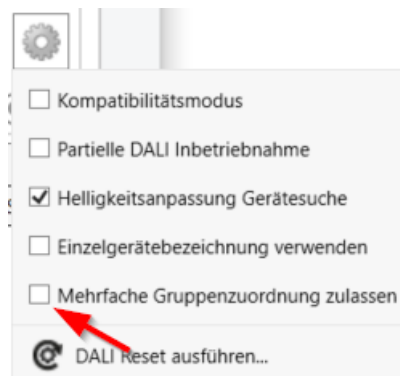 Kompatibilitätsmodus
Partielle DALI Inbetriebnahme
Helligkeitsanpassung Gerätesuche
Einzelgerätebezeichnung verwenden
Mehrfache Gruppenzuordnung zulassen
DALI Reset ausführen...